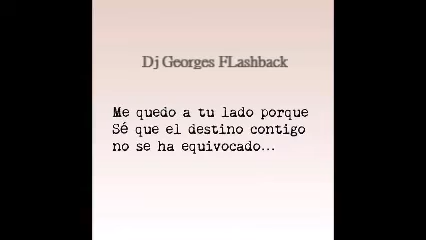 Dj Georges FLashback
Me quedo a tu lado porque
Sé que el destino contigo
no se ha equivocado...